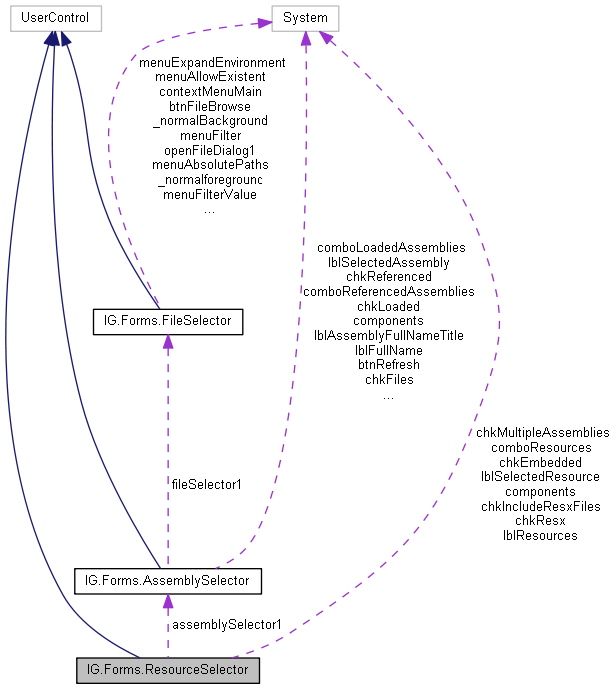 UserControl
System
menuExpandEnvironment
menuAllowExistent
contextMenuMain
btnFileBrowse
_normalBackground
menuFilter
openFileDialog1
menuAbsolutePaths
_normalforeground
menuFilterValue
...
comboLoadedAssemblies
lblSelectedAssembly
chkReferenced
comboReferencedAssemblies
chkLoaded
components
lblAssemblyFullNameTitle
lblFullName
btnRefresh
chkFiles
...
IG.Forms.FileSelector
chkMultipleAssemblies
comboResources
chkEmbedded
lblSelectedResource
components
chkIncludeResxFiles
chkResx
lblResources
fileSelector1
IG.Forms.AssemblySelector
assemblySelector1
IG.Forms.ResourceSelector